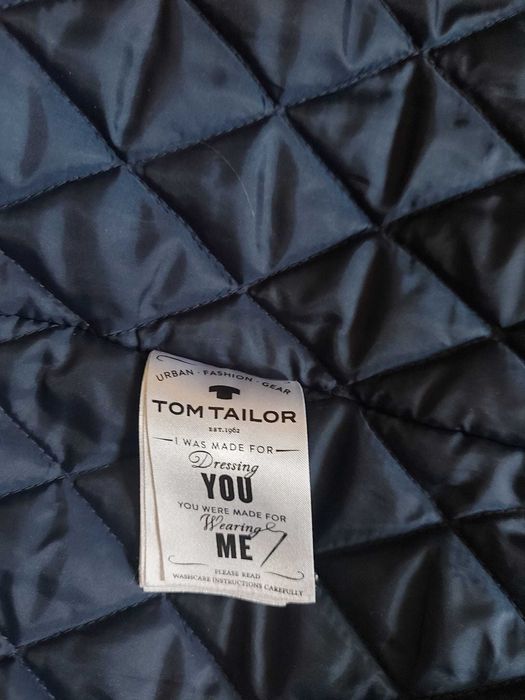 URBAN · FASHION · GEAR
TOM TAILOR
EST. 1962
I WAS MADE FOR
Dressing
YOU
YOU WERE MADE FOR
Wearing
ME
PLEASE READ
WASHCARE INSTRUCTIONS CAREFULLY